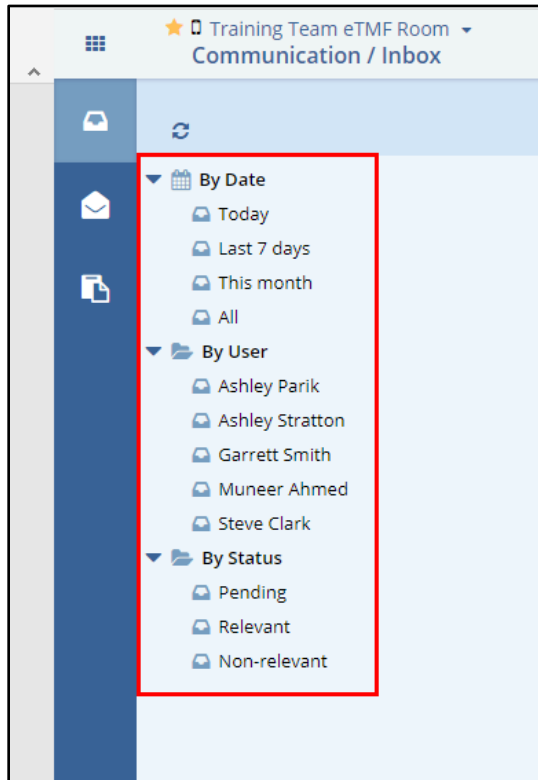 Training Team eTMF Room
Communication / Inbox
By Date
Today
Last 7 days
This month
All
By User
Ashley Parik
Ashley Stratton
Garrett Smith
Muneer Ahmed
Steve Clark
By Status
Pending
Relevant
Non-relevant